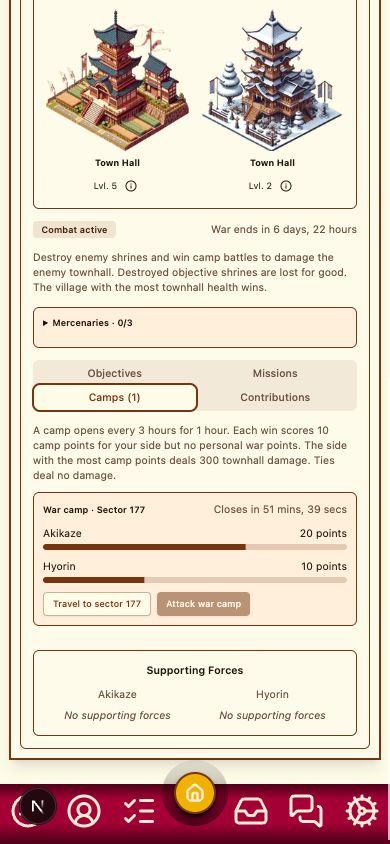 Town Hall
Town Hall
Lvl. 5
Lvl. 2
Combat active
War ends in 6 days, 22 hours
Destroy enemy shrines and win camp battles to damage the
enemy townhall. Destroyed objective shrines are lost for good.
The village with the most townhall health wins.
Mercenaries · 0/3
Objectives
Missions
Camps (1)
Contributions
A camp opens every 3 hours for 1 hour. Each win scores 10
camp points for your side but no personal war points. The side
with the most camp points deals 300 townhall damage. Ties
deal no damage.
War camp · Sector 177
Closes in 51 mins, 39 secs
Akikaze
20 points
Hyorin
10 points
Travel to sector 177
Attack war camp
Supporting Forces
Akikaze
Hyorin
No supporting forces
No supporting forces
N